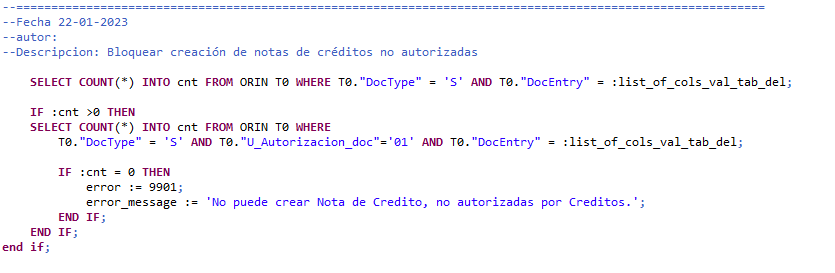 --============================================================================================================
--Fecha 22-01-2023
--autor:
--Descripcion: Bloquear creación de notas de créditos no autorizadas
SELECT COUNT(*) INTO cnt FROM ORIN T0 WHERE T0."DocType" = 'S' AND T0."DocEntry" = :list_of_cols_val_tab_del;
IF :cnt >0 THEN
SELECT COUNT(*) INTO cnt FROM ORIN T0 WHERE
T0."DocType" = 'S' AND T0."U_Autorizacion_doc"='01' AND T0."DocEntry" = :list_of_cols_val_tab_del;
IF :cnt = 0 THEN
error := 9901;
error_message := 'No puede crear Nota de Credito, no autorizadas por Creditos.';
END IF;
END IF;
end if;